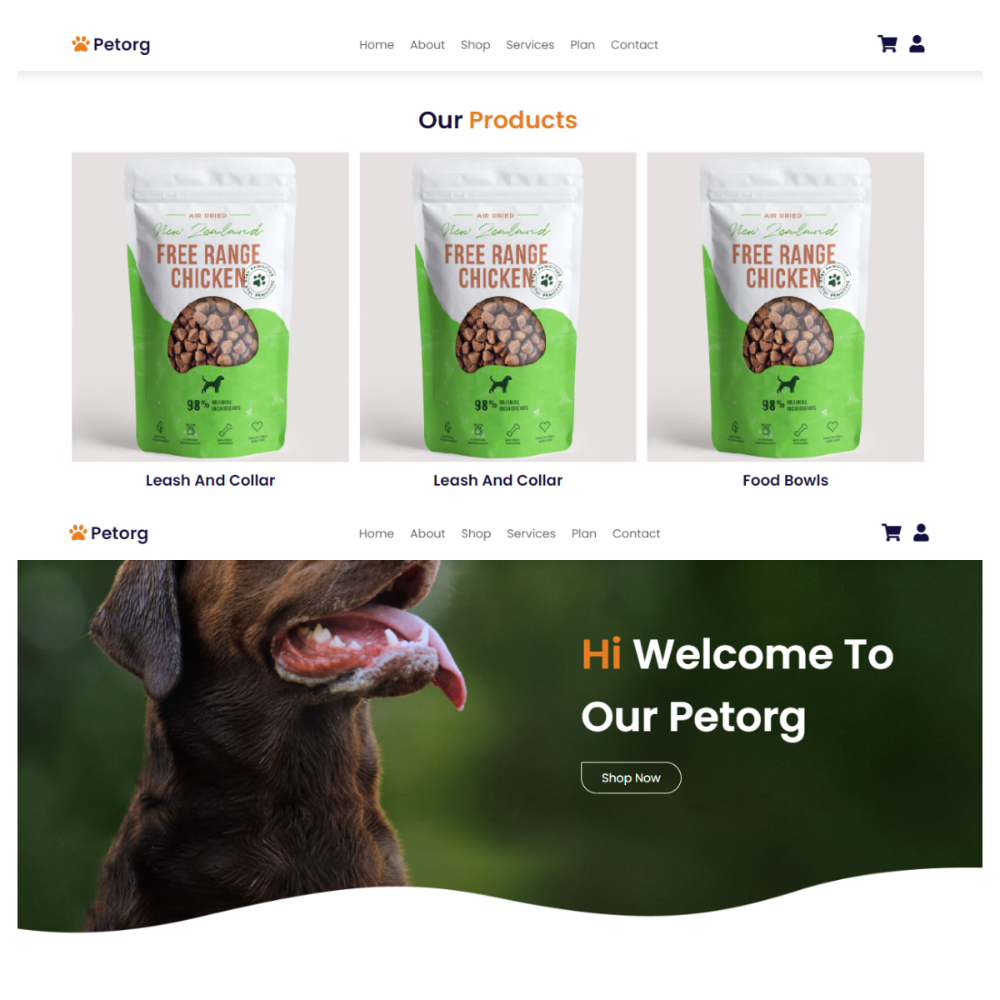 Petorg
Home About Shop Services Plan Contact
Our Products
AIR DRIED
New Zealand
FREE RANGE
CHICKEN
98% NATURAL
INGREDIENTS
AIR DRIED
New Zealand
FREE RANGE
CHICKEN
98% NATURAL
INGREDIENTS
AIR DRIED
New Zealand
FREE RANGE
CHICKEN
98% NATURAL
INGREDIENTS
Leash And Collar
Leash And Collar
Food Bowls
Petorg
Home About Shop Services Plan Contact
Hi Welcome To
Our Petorg
Shop Now